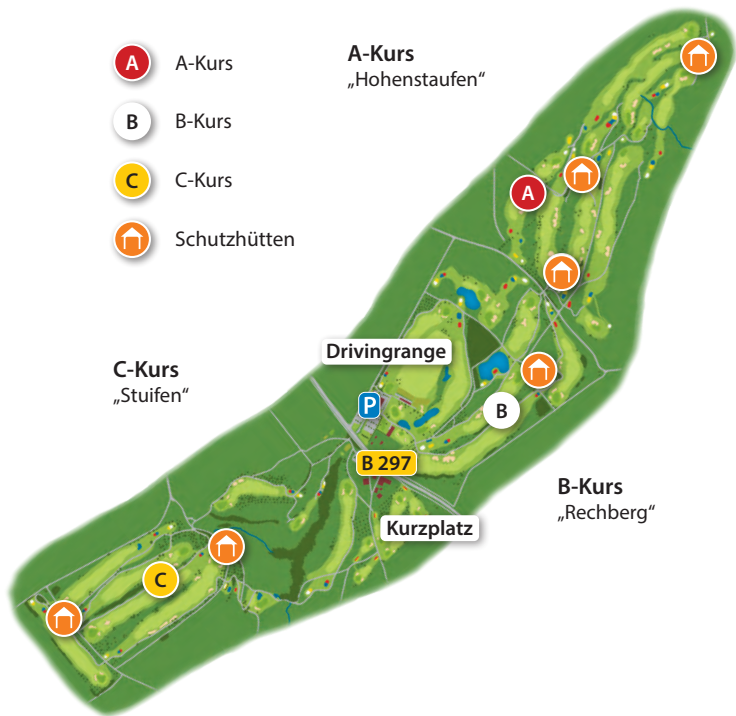 A A-Kurs
B B-Kurs
C C-Kurs
Schutzhütten
A-Kurs
„Hohenstaufen“
A
Drivingrange
C-Kurs
„Stuifen“
P
B
B 297
B-Kurs
„Rechberg“
Kurzplatz
C